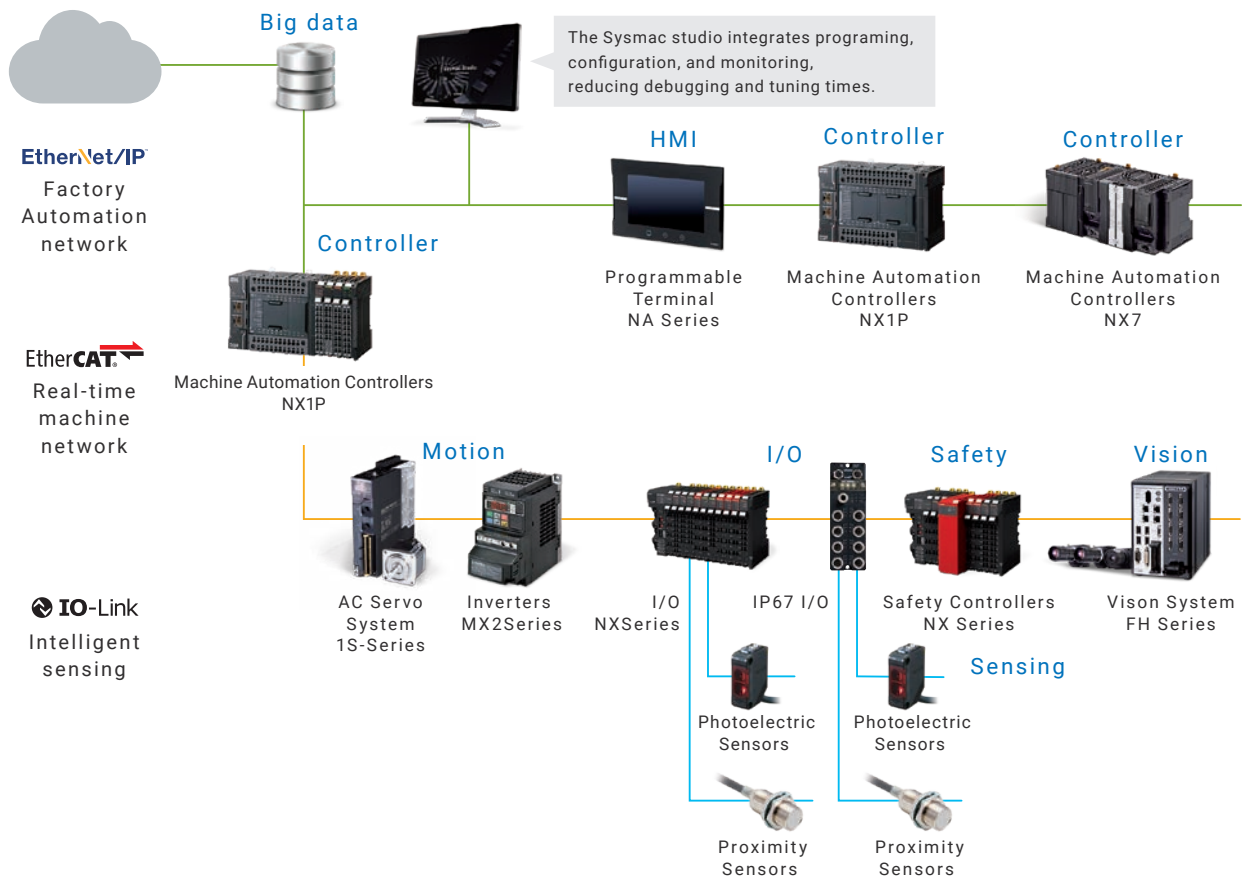 Big data
The Sysmac studio integrates programing,
configuration, and monitoring,
reducing debugging and tuning times.
EtherNet/IP
Factory
Automation
network
HMI
Controller
Controller
Programmable
Terminal
NA Series
Machine Automation
Controllers
NX1P
Machine Automation
Controllers
NX7
Controller
Machine Automation Controllers
NX1P
EtherCAT
Real-time
machine
network
Motion
I/O
Safety
Vision
AC Servo
System
1S-Series
Inverters
MX2Series
I/O
NXSeries
IP67 I/O
Safety Controllers
NX Series
Vison System
FH Series
IO-Link
Intelligent
sensing
Sensing
Photoelectric
Sensors
Photoelectric
Sensors
Proximity
Sensors
Proximity
Sensors